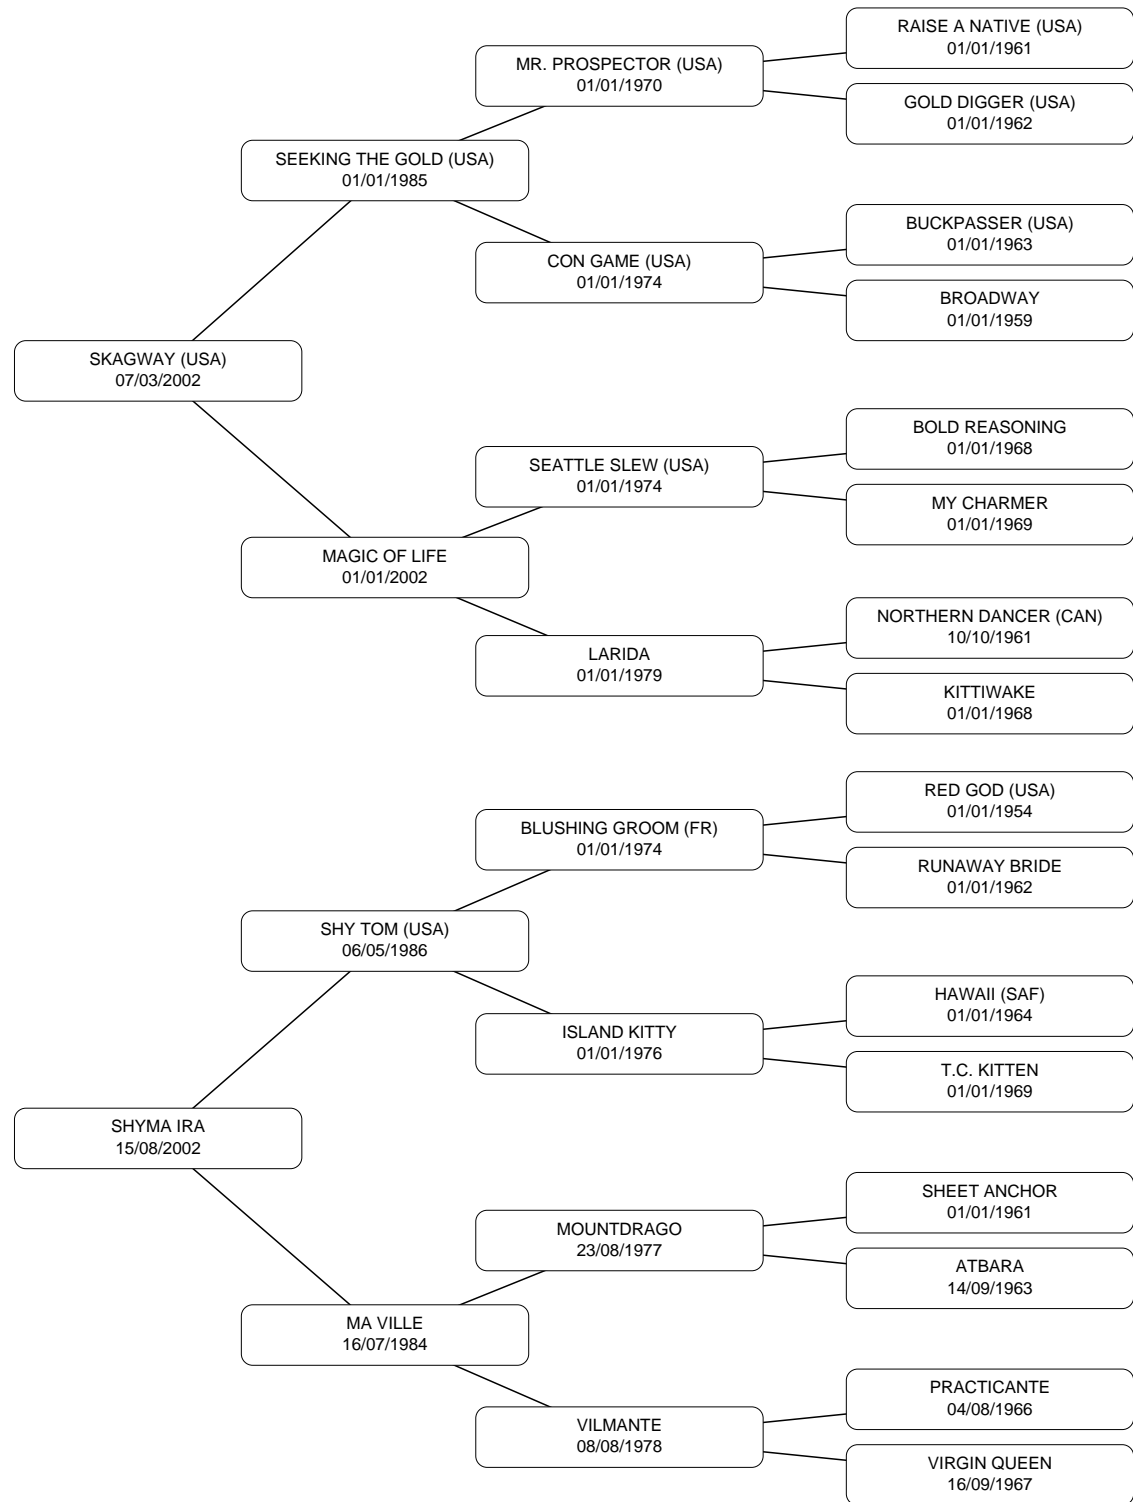 RAISE A NATIVE (USA)
01/01/1961
MR. PROSPECTOR (USA)
01/01/1970
GOLD DIGGER (USA)
01/01/1962
SEEKING THE GOLD (USA)
01/01/1985
BUCKPASSER (USA)
01/01/1963
CON GAME (USA)
01/01/1974
BROADWAY
01/01/1959
SKAGWAY (USA)
07/03/2002
BOLD REASONING
01/01/1968
SEATTLE SLEW (USA)
01/01/1974
MY CHARMER
01/01/1969
MAGIC OF LIFE
01/01/2002
NORTHERN DANCER (CAN)
10/10/1961
LARIDA
01/01/1979
KITTIWAKE
01/01/1968
RED GOD (USA)
01/01/1954
BLUSHING GROOM (FR)
01/01/1974
RUNAWAY BRIDE
01/01/1962
SHY TOM (USA)
06/05/1986
HAWAII (SAF)
01/01/1964
ISLAND KITTY
01/01/1976
T.C. KITTEN
01/01/1969
SHYMA IRA
15/08/2002
SHEET ANCHOR
01/01/1961
MOUNTDRAGO
23/08/1977
ATBARA
14/09/1963
MA VILLE
16/07/1984
PRACTICANTE
04/08/1966
VILMANTE
08/08/1978
VIRGIN QUEEN
16/09/1967